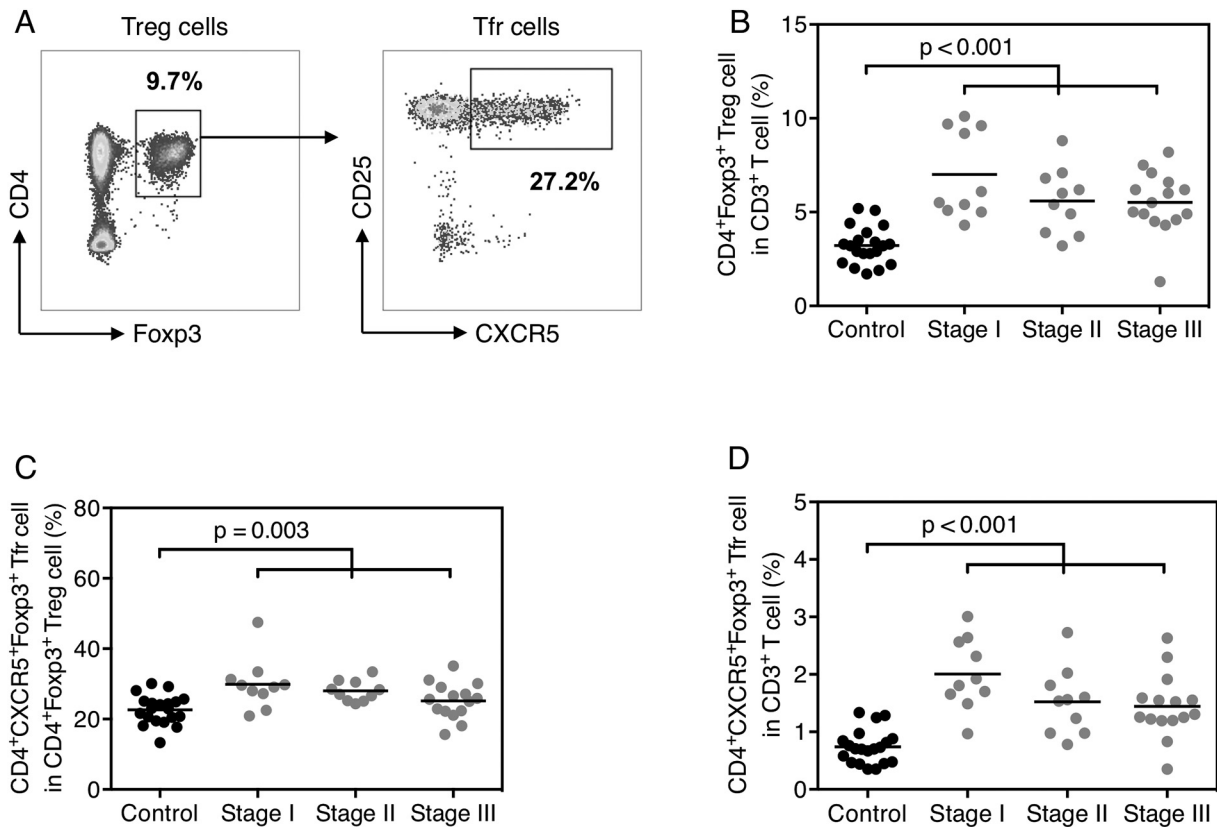 A
Treg cells
Tfr cells
9.7%
27.2%
CD4
Foxp3
CD25
CXCR5
B
CD4⁺Foxp3⁺ Treg cell
in CD3⁺ T cell (%)
15
10
5
0
p < 0.001
Control
Stage I
Stage II
Stage III
C
CD4⁺CXCR5⁺Foxp3⁺ Tfr cell
in CD4⁺Foxp3⁺ Treg cell (%)
80
60
40
20
0
p = 0.003
Control
Stage I
Stage II
Stage III
D
CD4⁺CXCR5⁺Foxp3⁺ Tfr cell
in CD3⁺ T cell (%)
5
4
3
2
1
0
p < 0.001
Control
Stage I
Stage II
Stage III